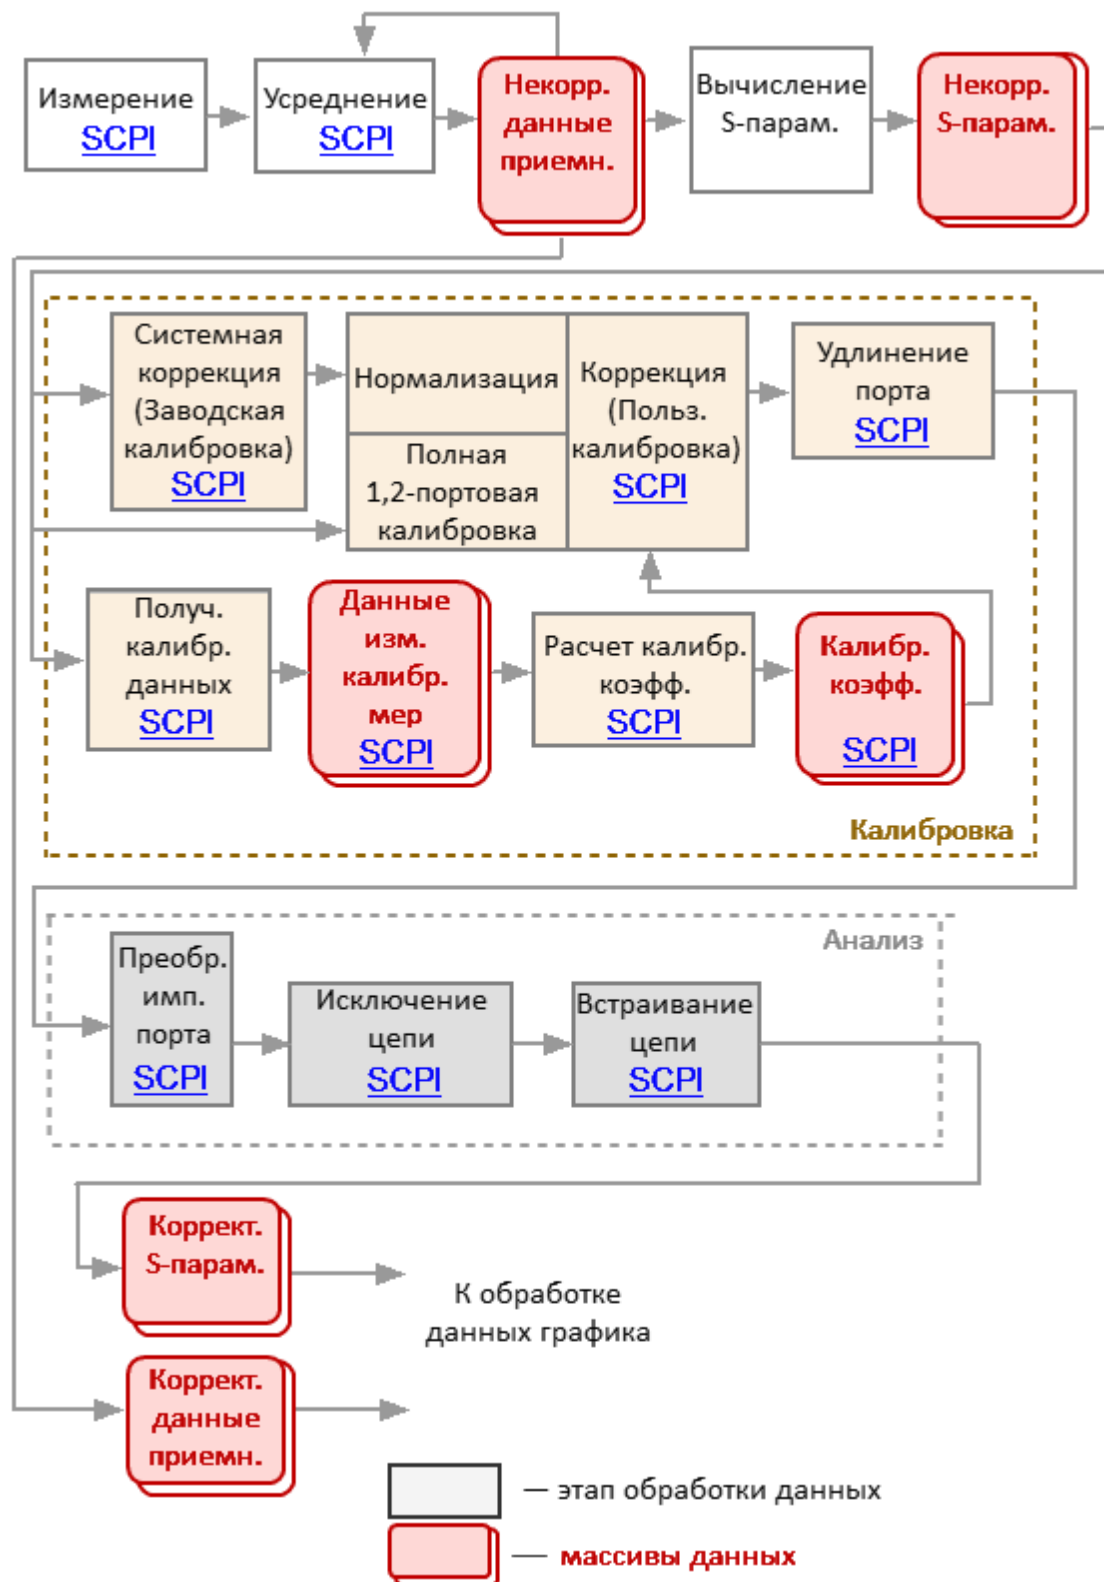 Измерение
SCPI
Усреднение
SCPI
Некорр.
данные
приемн.
Вычисление
S-парам.
Некорр.
S-парам.
Системная
коррекция
(Заводская
калибровка)
SCPI
Нормализация
Полная
1,2-портовая
калибровка
Коррекция
(Польз.
калибровка)
SCPI
Удлинение
порта
SCPI
Получ.
калибр.
данных
SCPI
Данные
изм.
калибр.
мер
SCPI
Расчет калибр.
коэфф.
SCPI
Калибр.
коэфф.
SCPI
Калибровка
Анализ
Преобр.
имп.
порта
SCPI
Исключение
цепи
SCPI
Встраивание
цепи
SCPI
Коррект.
S-парам.
К обработке
данных графика
Коррект.
данные
приемн.
— этап обработки данных
— массивы данных